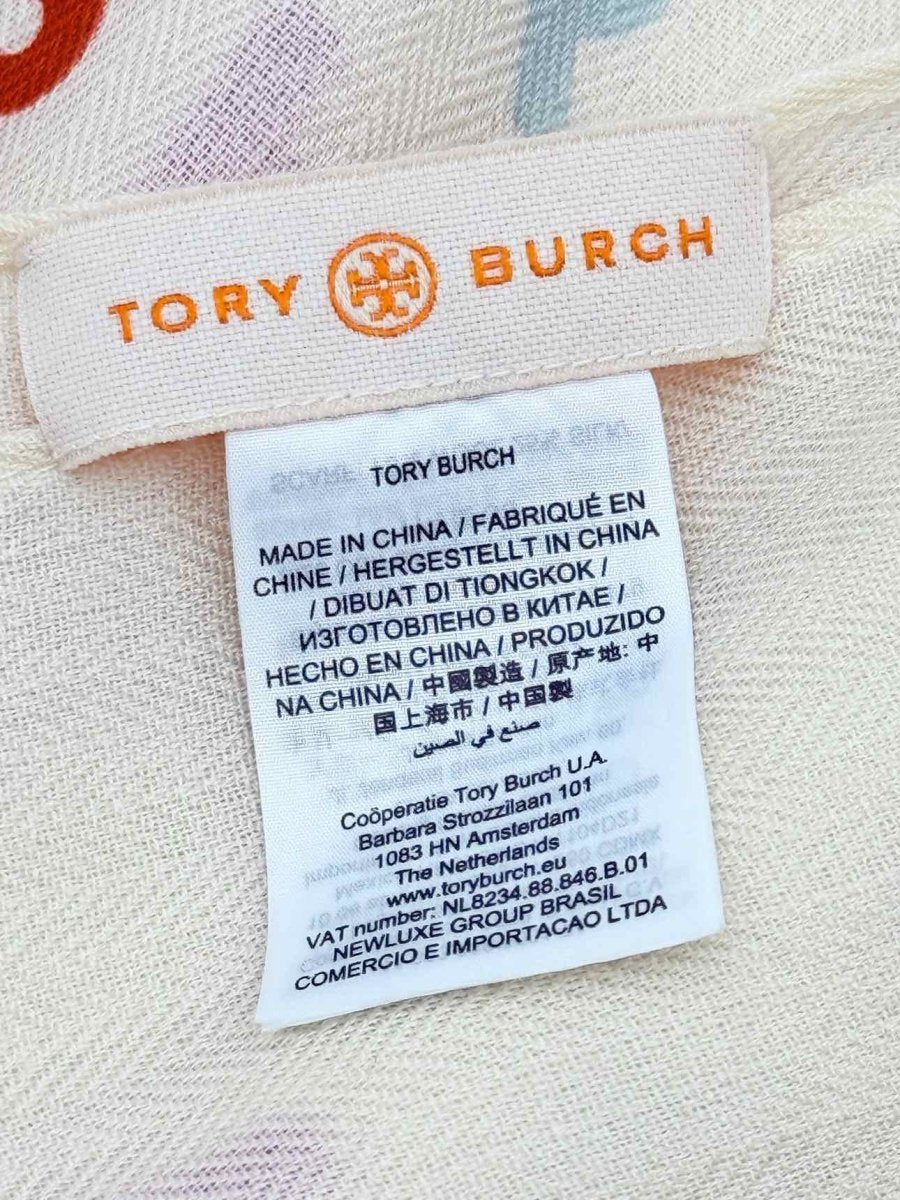 TORY BURCH
TORY BURCH
MADE IN CHINA / FABRIQUÉ EN
CHINE / HERGESTELLT IN CHINA
/ DIBUAT DI TIONGKOK /
ИЗГОТОВЛЕНО В КИТАЕ /
HECHO EN CHINA / PRODUZIDO
NA CHINA / 中國製造 / 原产地: 中
国上海市 / 中国製
صنع في الصين
Coöperatie Tory Burch U.A.
Barbara Strozzilaan 101
1083 HN Amsterdam
The Netherlands
www.toryburch.eu
VAT number: NL8234.88.846.B.01
NEWLUXE GROUP BRASIL
COMERCIO E IMPORTACAO LTDA